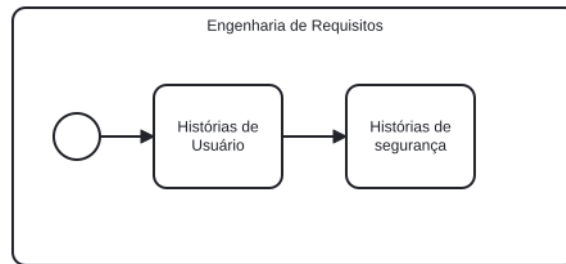 Engenharia de Requisitos
Histórias de
Usuário
Histórias de
segurança